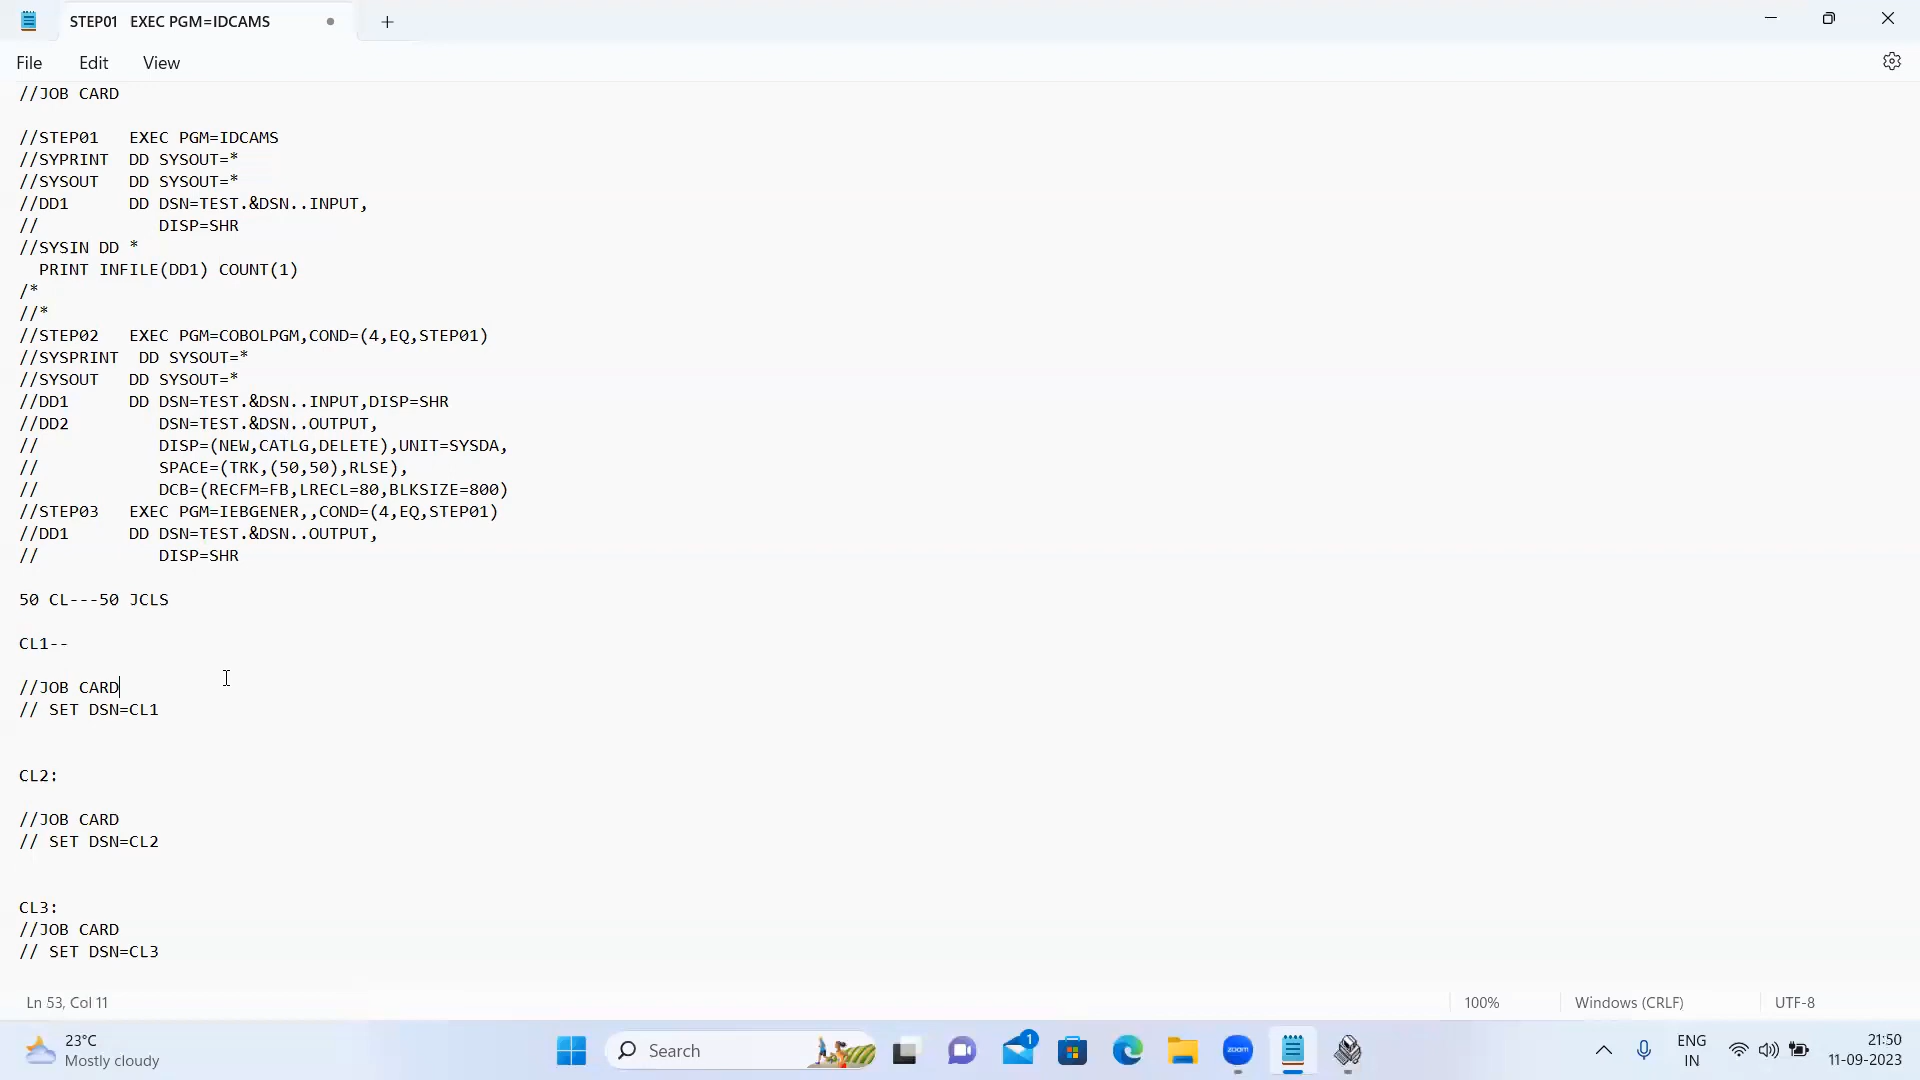 STEP01   EXEC PGM=IDCAMS
File Edit View
//JOB CARD
//STEP01   EXEC PGM=IDCAMS
//SYPRINT  DD SYSOUT=*
//SYSOUT   DD SYSOUT=*
//DD1      DD DSN=TEST.&DSN..INPUT,
//            DISP=SHR
//SYSIN DD *
  PRINT INFILE(DD1) COUNT(1)
/*
//*
//STEP02   EXEC PGM=COBOLPGM,COND=(4,EQ,STEP01)
//SYSPRINT  DD SYSOUT=*
//SYSOUT   DD SYSOUT=*
//DD1      DD DSN=TEST.&DSN..INPUT,DISP=SHR
//DD2         DSN=TEST.&DSN..OUTPUT,
//            DISP=(NEW,CATLG,DELETE),UNIT=SYSDA,
//            SPACE=(TRK,(50,50),RLSE),
//            DCB=(RECFM=FB,LRECL=80,BLKSIZE=800)
//STEP03   EXEC PGM=IEBGENER,,COND=(4,EQ,STEP01)
//DD1      DD DSN=TEST.&DSN..OUTPUT,
//            DISP=SHR
50 CL---50 JCLS
CL1--
//JOB CARD
// SET DSN=CL1
CL2:
//JOB CARD
// SET DSN=CL2
CL3:
//JOB CARD
// SET DSN=CL3
Ln 53, Col 11 100% Windows (CRLF) UTF-8
23°C
Mostly cloudy
Search
1
zoom
ENG
IN
21:50
11-09-2023